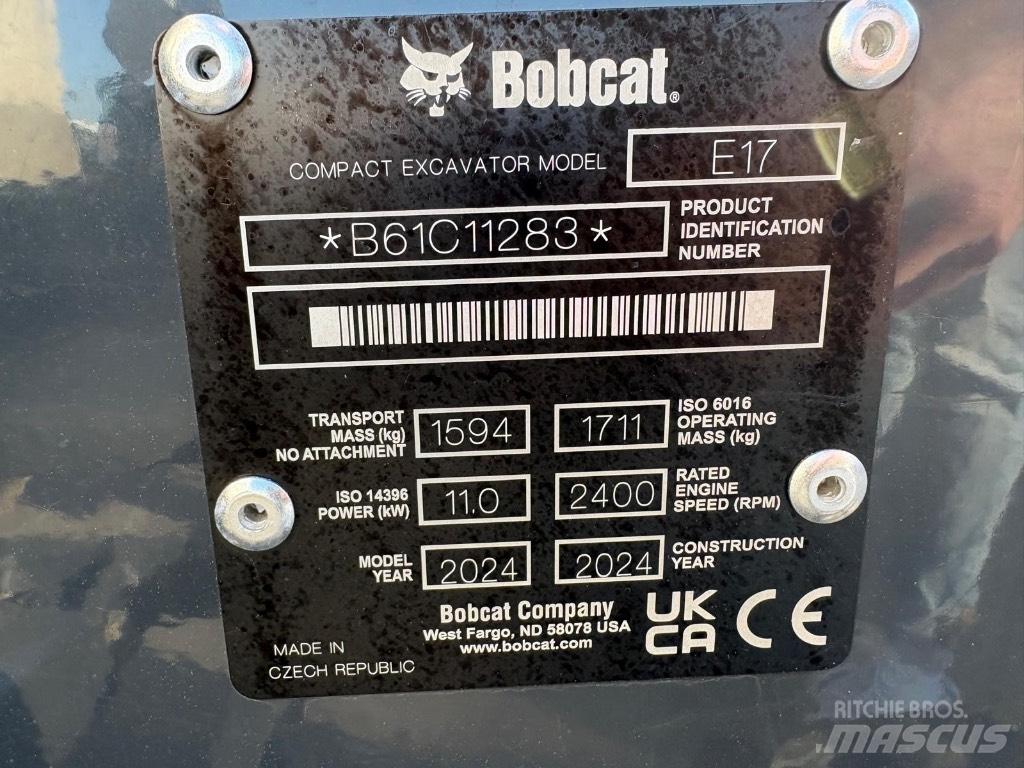 Bobcat®
COMPACT EXCAVATOR MODEL E17
*B61C11283*
PRODUCT
IDENTIFICATION
NUMBER
TRANSPORT
MASS (kg)
NO ATTACHMENT
1594
1711
ISO 6016
OPERATING
MASS (kg)
ISO 14396
POWER (kW)
11.0
2400
RATED
ENGINE
SPEED (RPM)
MODEL
YEAR
2024
2024
CONSTRUCTION
YEAR
Bobcat Company
West Fargo, ND 58078 USA
www.bobcat.com
UK
CA
CE
MADE IN
CZECH REPUBLIC
RITCHIE BROS.
MASCUS